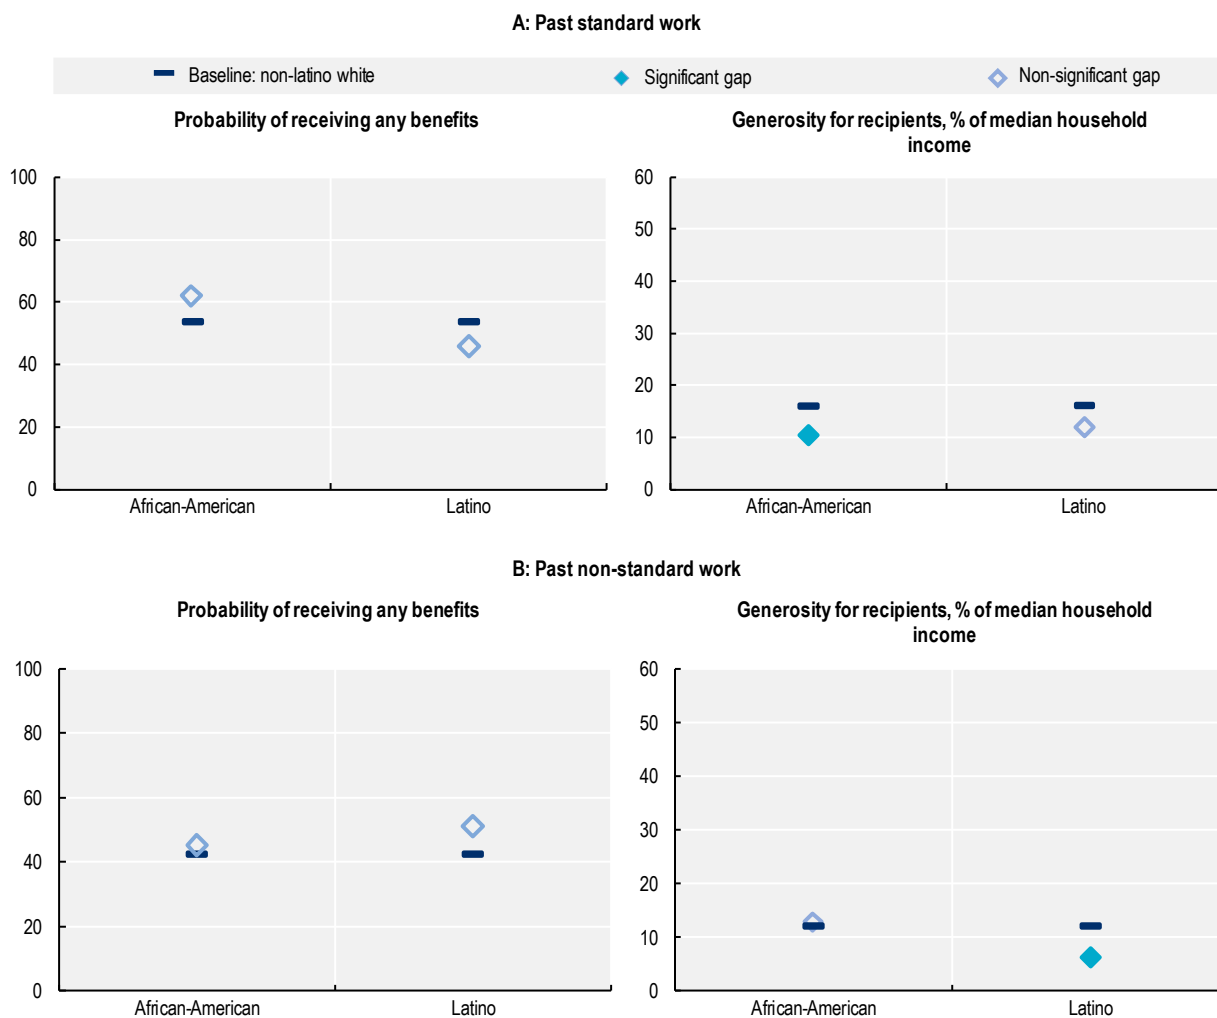 A: Past standard work
Baseline: non-latino white
Significant gap
Non-significant gap
Probability of receiving any benefits
100
80
60
40
20
0
African-American
Latino
Generosity for recipients, % of median household
income
60
50
40
30
20
10
0
African-American
Latino
B: Past non-standard work
Probability of receiving any benefits
100
80
60
40
20
0
African-American
Latino
Generosity for recipients, % of median household
income
60
50
40
30
20
10
0
African-American
Latino